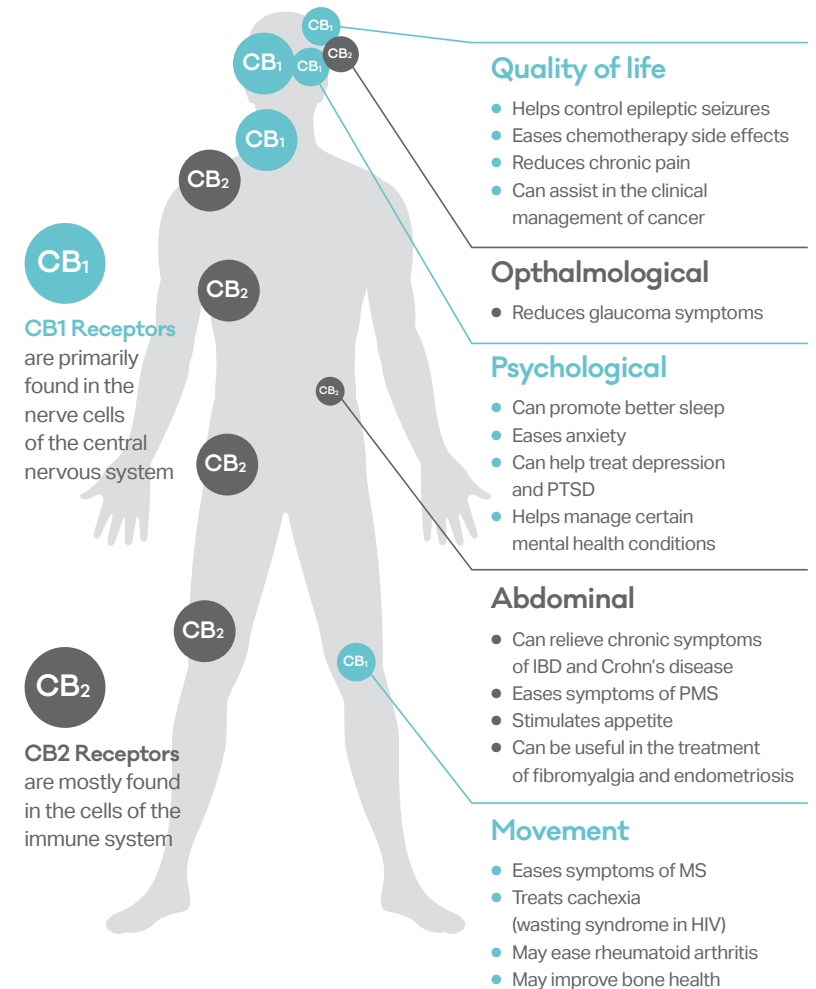 CB₁
CB₁
CB₁
CB₂
CB₁
CB₂
CB₂
CB₂
CB₂
CB₂
CB₁
CB₁
CB1 Receptors
are primarily
found in the
nerve cells
of the central
nervous system
CB₂
CB2 Receptors
are mostly found
in the cells of the
immune system
Quality of life
Helps control epileptic seizures
Eases chemotherapy side effects
Reduces chronic pain
Can assist in the clinical
management of cancer
Opthalmological
Reduces glaucoma symptoms
Psychological
Can promote better sleep
Eases anxiety
Can help treat depression
and PTSD
Helps manage certain
mental health conditions
Abdominal
Can relieve chronic symptoms
of IBD and Crohn's disease
Eases symptoms of PMS
Stimulates appetite
Can be useful in the treatment
of fibromyalgia and endometriosis
Movement
Eases symptoms of MS
Treats cachexia
(wasting syndrome in HIV)
May ease rheumatoid arthritis
May improve bone health